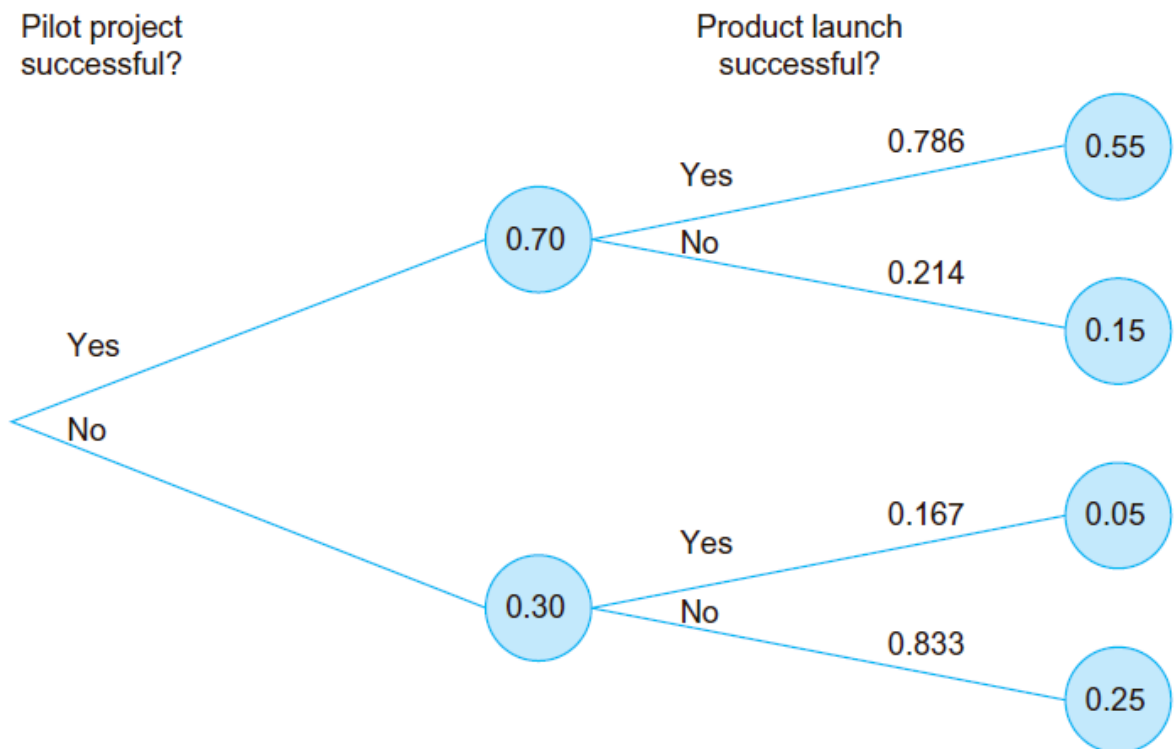 Pilot project
successful?
Product launch
successful?
0.786
0.55
Yes
0.70
No
0.214
0.15
Yes
No
0.167
0.05
Yes
0.30
No
0.833
0.25